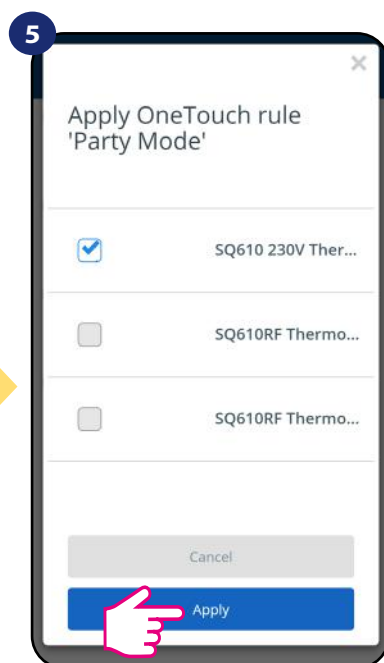 5
×
Apply OneTouch rule
'Party Mode'
SQ610 230V Ther...
SQ610RF Thermo...
SQ610RF Thermo...
Cancel
Apply